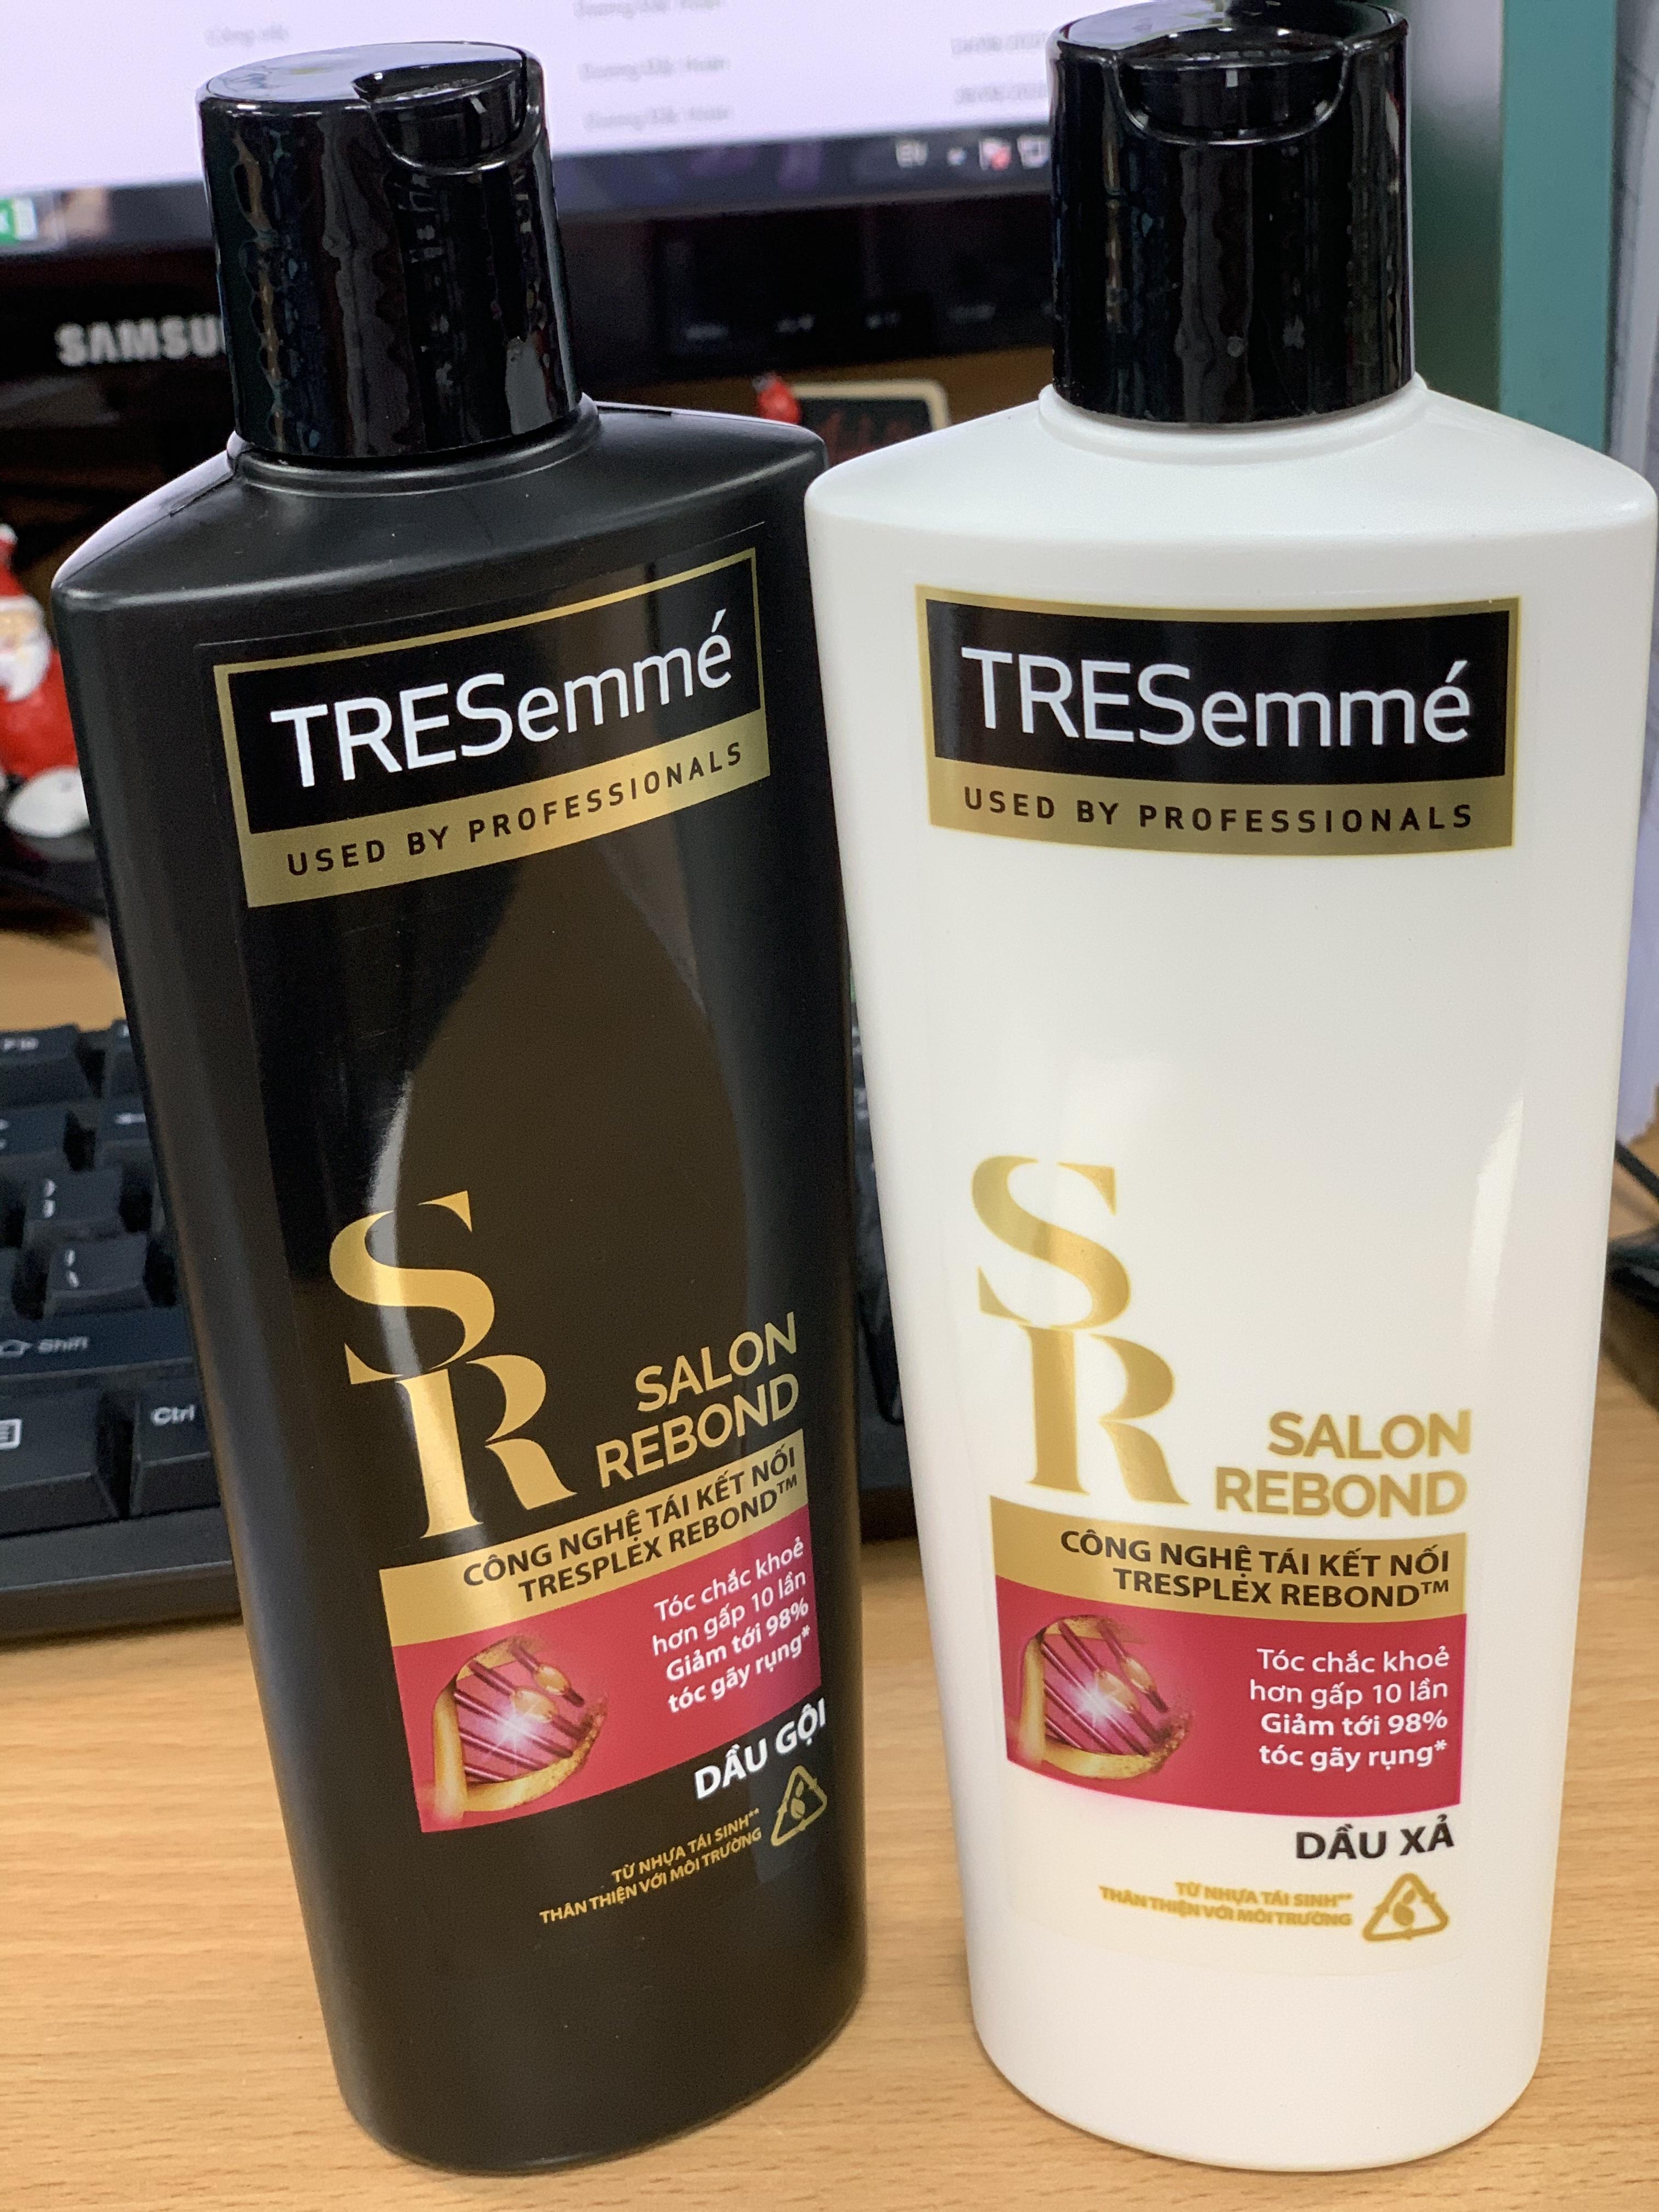 SAMSU
TRESemmé
USED BY PROFESSIONALS
SR
SALON
REBOND
CÔNG NGHỆ TÁI KẾT NỐI
TRESPLEX REBOND™
Tóc chắc khoẻ
hơn gấp 10 lần
Giảm tới 98%
tóc gãy rụng*
DẦU GỘI
TỪ NHỰA TÁI SINH**
THÂN THIỆN VỚI MÔI TRƯỜNG
TRESemmé
USED BY PROFESSIONALS
SR
SALON
REBOND
CÔNG NGHỆ TÁI KẾT NỐI
TRESPLEX REBOND™
Tóc chắc khoẻ
hơn gấp 10 lần
Giảm tới 98%
tóc gãy rụng*
DẦU XẢ
TỪ NHỰA TÁI SINH**
THÂN THIỆN VỚI MÔI TRƯỜNG
Shift
Ctrl